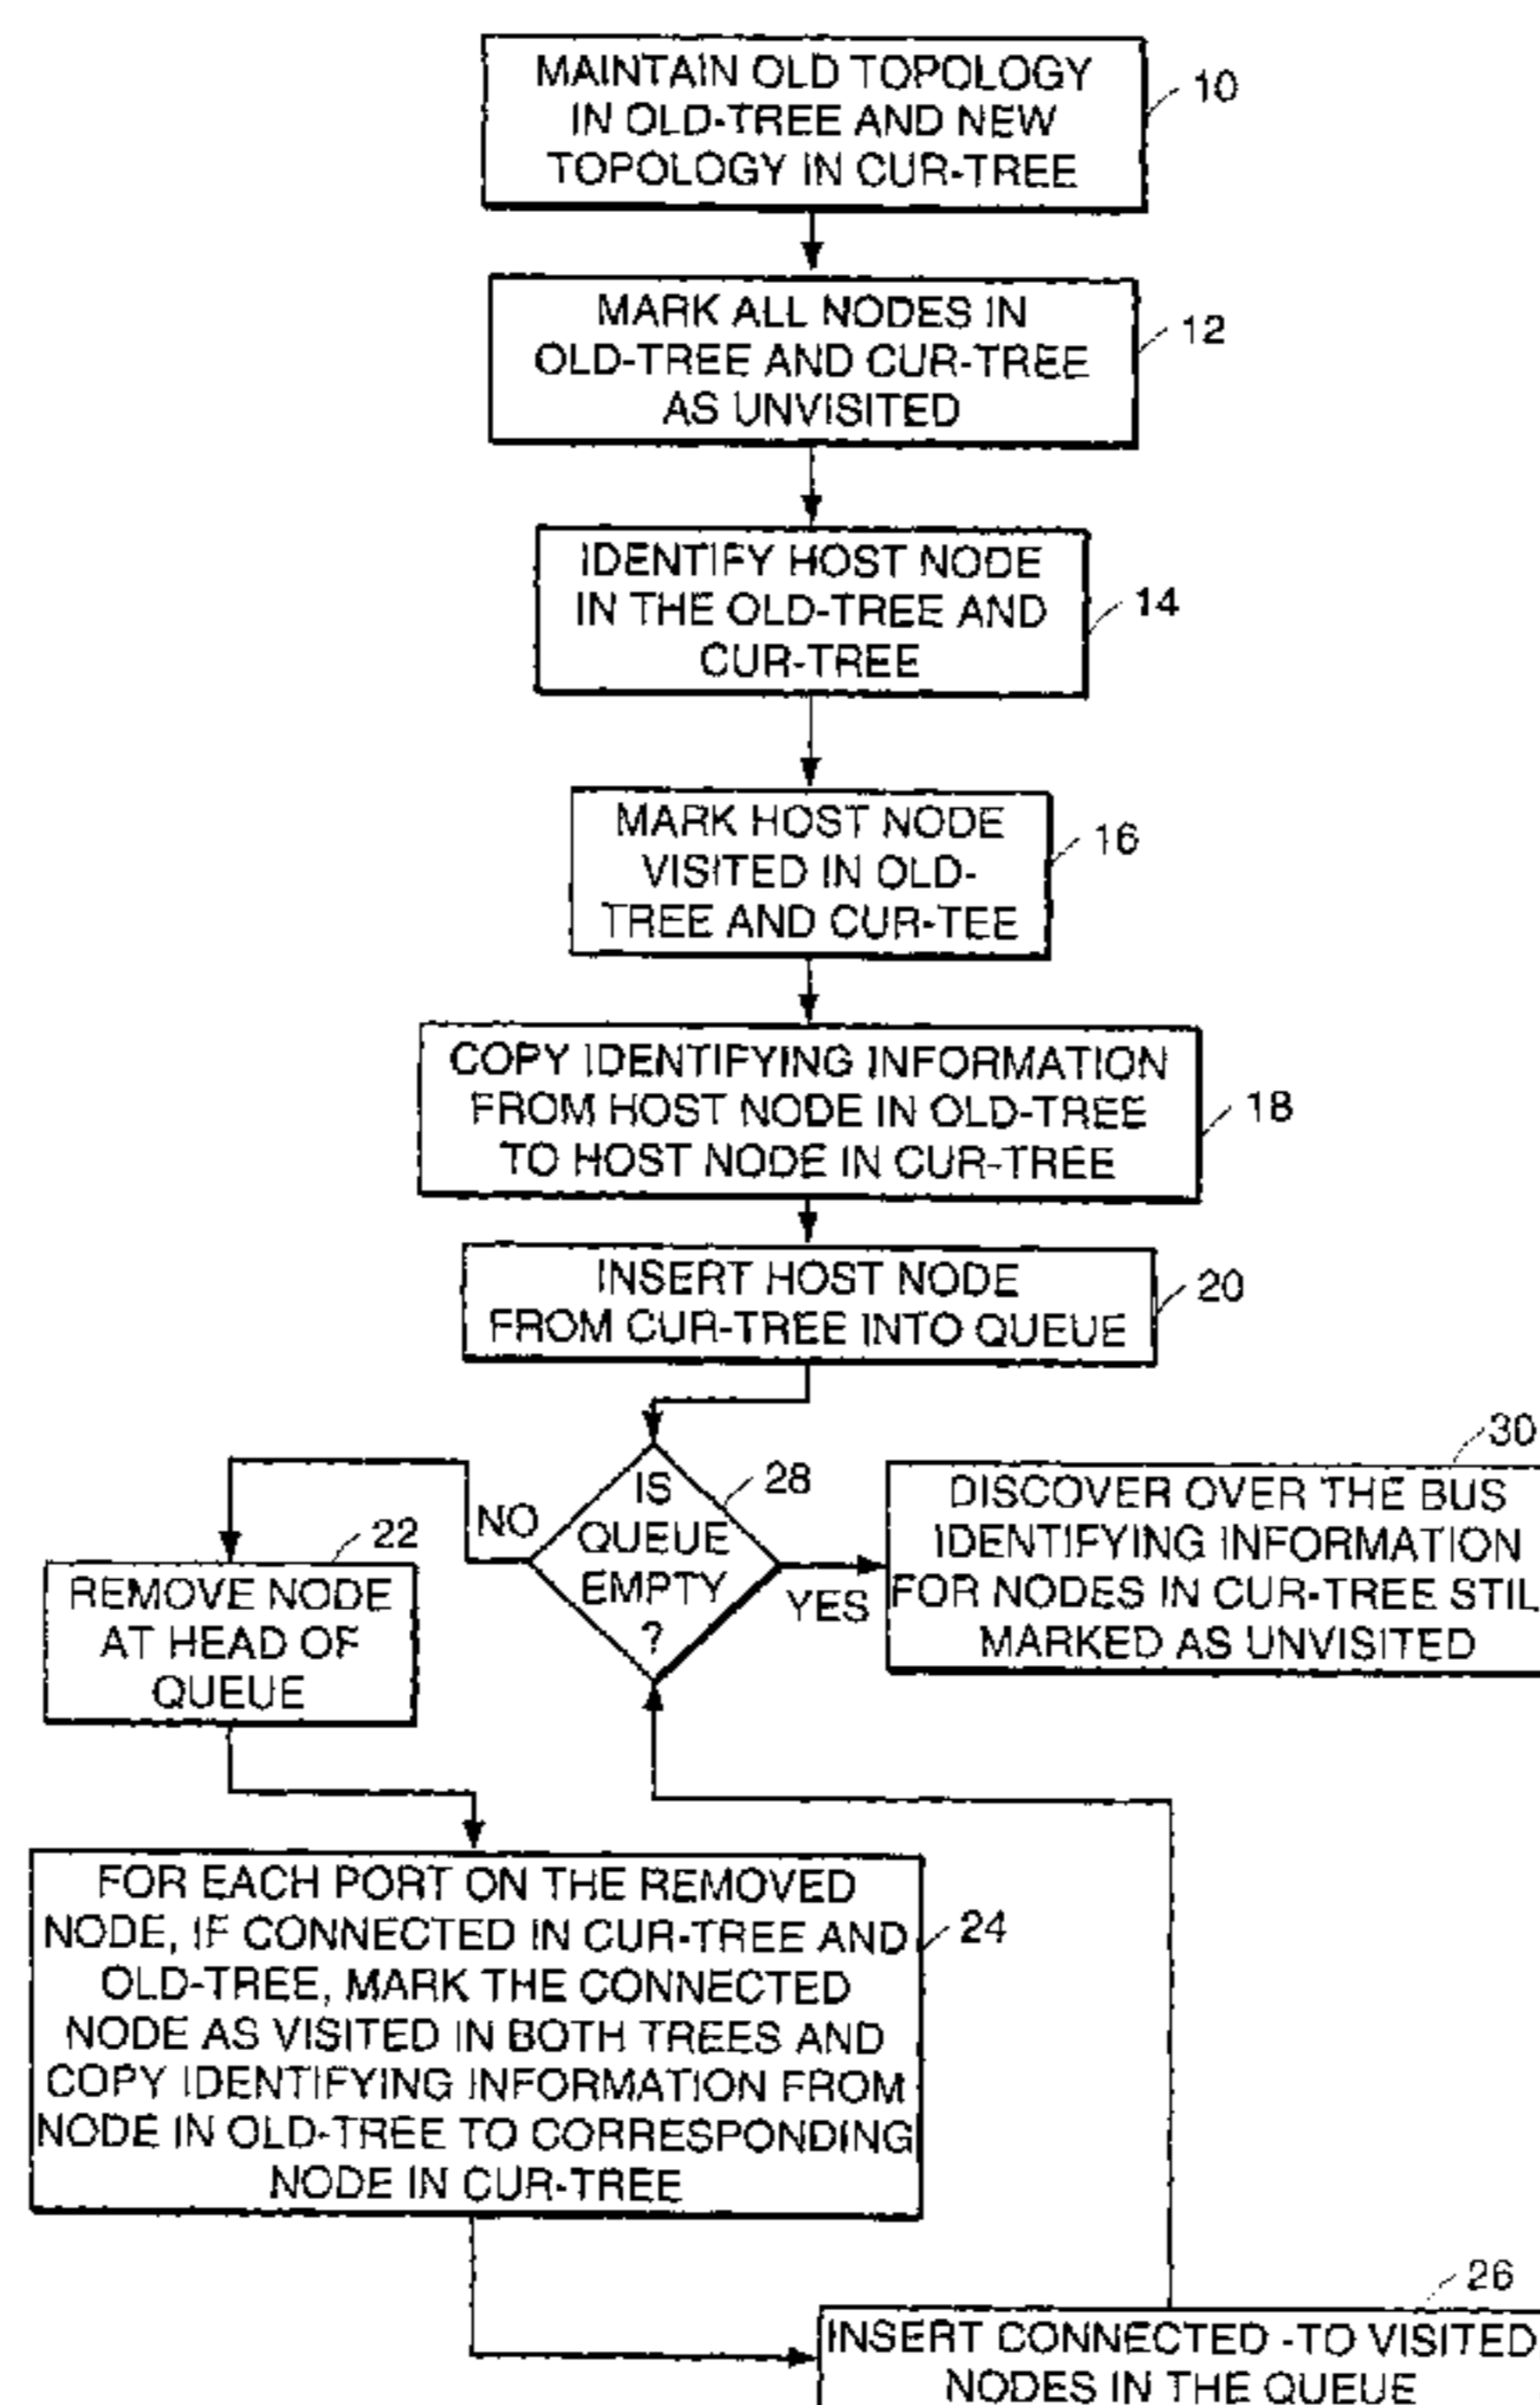 MAINTAIN OLD TOPOLOGY
IN OLD-TREE AND NEW
TOPOLOGY IN CUR-TREE
10
MARK ALL NODES IN
OLD-TREE AND CUR-TREE
AS UNVISITED
12
IDENTIFY HOST NODE
IN THE OLD-TREE AND
CUR-TREE
14
MARK HOST NODE
VISITED IN OLD-
TREE AND CUR-TEE
16
COPY IDENTIFYING INFORMATION
FROM HOST NODE IN OLD-TREE
TO HOST NODE IN CUR-TREE
18
INSERT HOST NODE
FROM CUR-TREE INTO QUEUE
20
IS
QUEUE
EMPTY
?
28
NO
YES
30
DISCOVER OVER THE BUS
IDENTIFYING INFORMATION
FOR NODES IN CUR-TREE STIL
MARKED AS UNVISITED
22
REMOVE NODE
AT HEAD OF
QUEUE
FOR EACH PORT ON THE REMOVED
NODE, IF CONNECTED IN CUR-TREE AND
OLD-TREE, MARK THE CONNECTED
NODE AS VISITED IN BOTH TREES AND
COPY IDENTIFYING INFORMATION FROM
NODE IN OLD-TREE TO CORRESPONDING
NODE IN CUR-TREE
24
26
INSERT CONNECTED -TO VISITED
NODES IN THE QUEUE